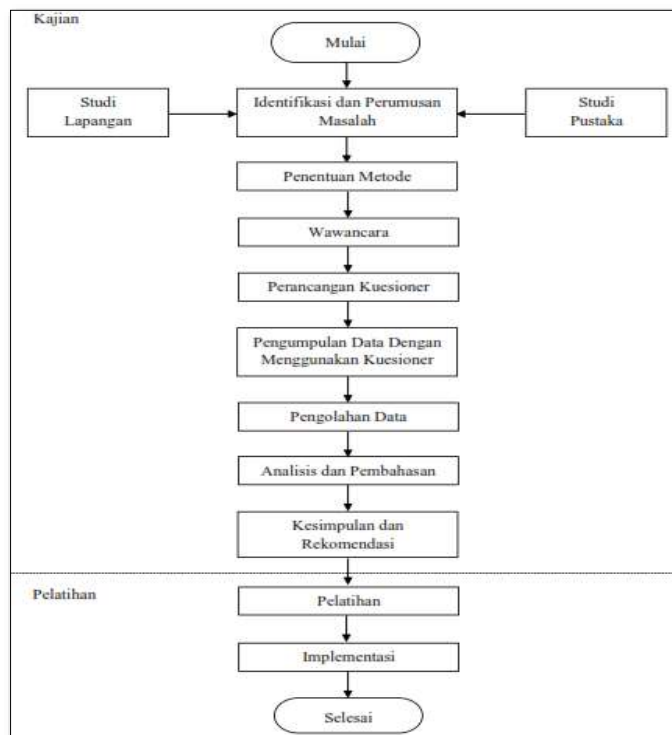 Kajian
Mulai
Studi
Lapangan
Identifikasi dan Perumusan
Masalah
Studi
Pustaka
Penentuan Metode
Wawancara
Perancangan Kuesioner
Pengumpulan Data Dengan
Menggunakan Kuesioner
Pengolahan Data
Analisis dan Pembahasan
Kesimpulan dan
Rekomendasi
Pelatihan
Pelatihan
Implementasi
Selesai